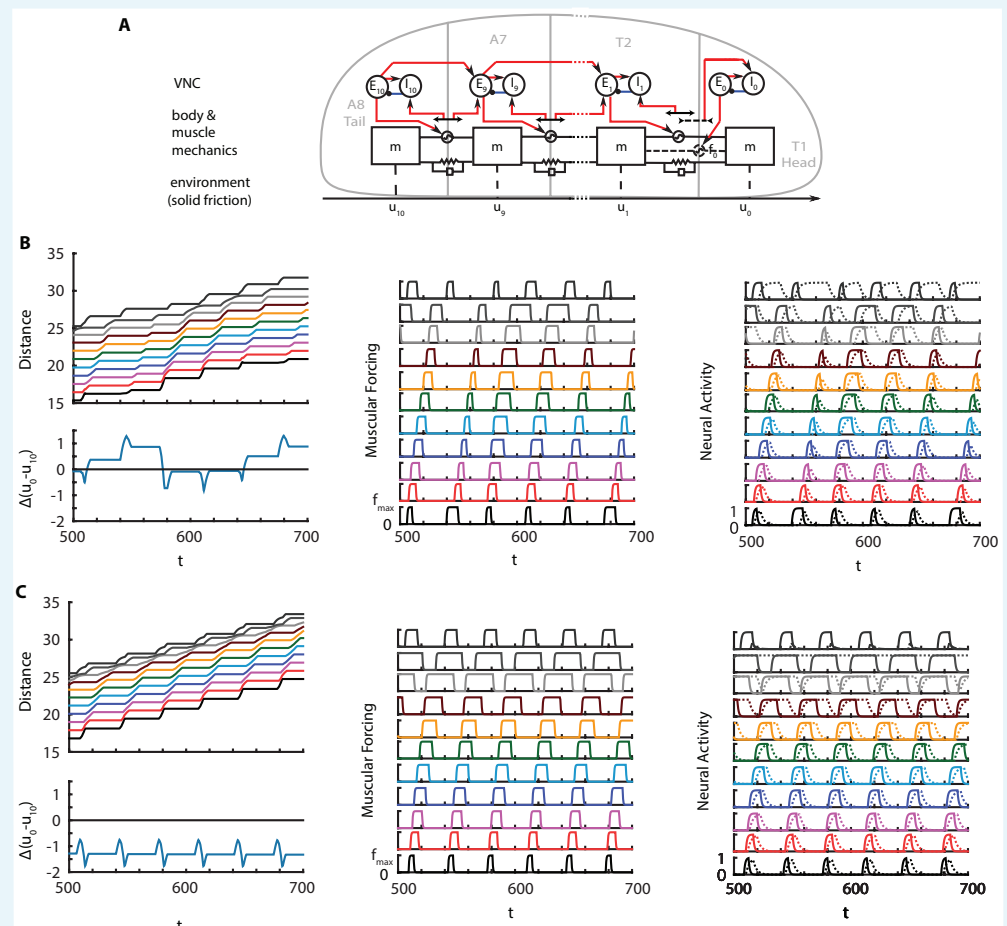 A
A7
T2
VNC
E10 I10 E9 I9 E1 I1 E0 I0
A8
Tail
body &
muscle
mechanics
m m m m
f0
T1
Head
environment
(solid friction)
u10 u9 u1 u0
B
35
30
25
20
15
Distance
1
0
-1
-2
Δ(u0-u10)
500 600 700
t
Muscular Forcing
fmax
0
500 600 700
t
Neural Activity
1
0
500 600 700
t
C
35
30
25
20
15
Distance
1
0
-1
-2
Δ(u0-u10)
500 600 700
t
Muscular Forcing
fmax
0
500 600 700
t
Neural Activity
1
0
500 600 700
t